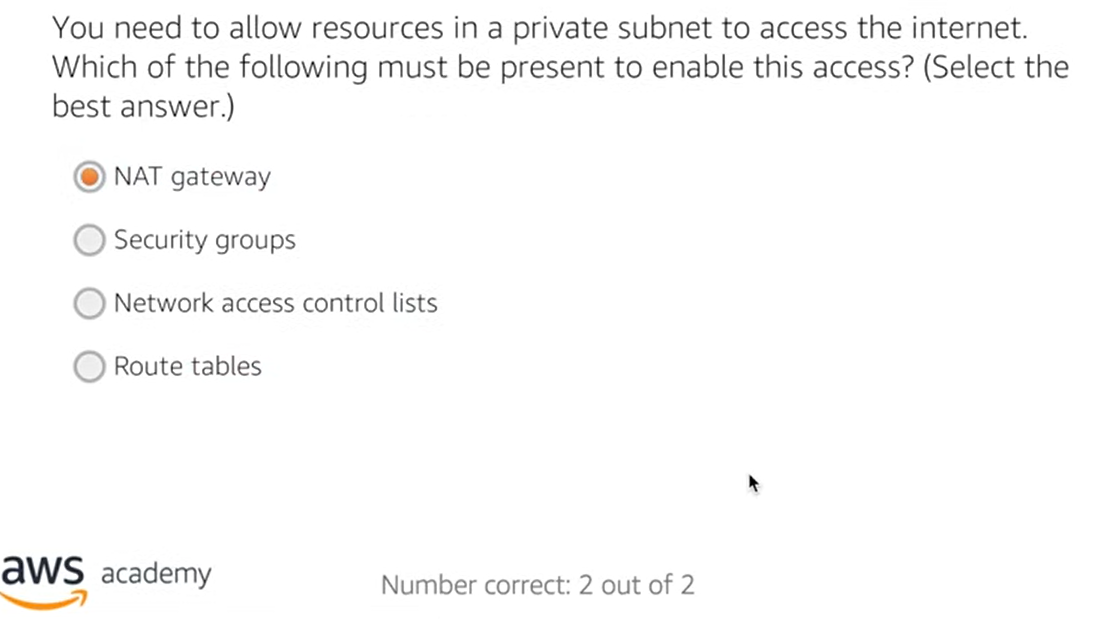 You need to allow resources in a private subnet to access the internet.
Which of the following must be present to enable this access? (Select the
best answer.)
NAT gateway
Security groups
Network access control lists
Route tables
aws academy
Number correct: 2 out of 2